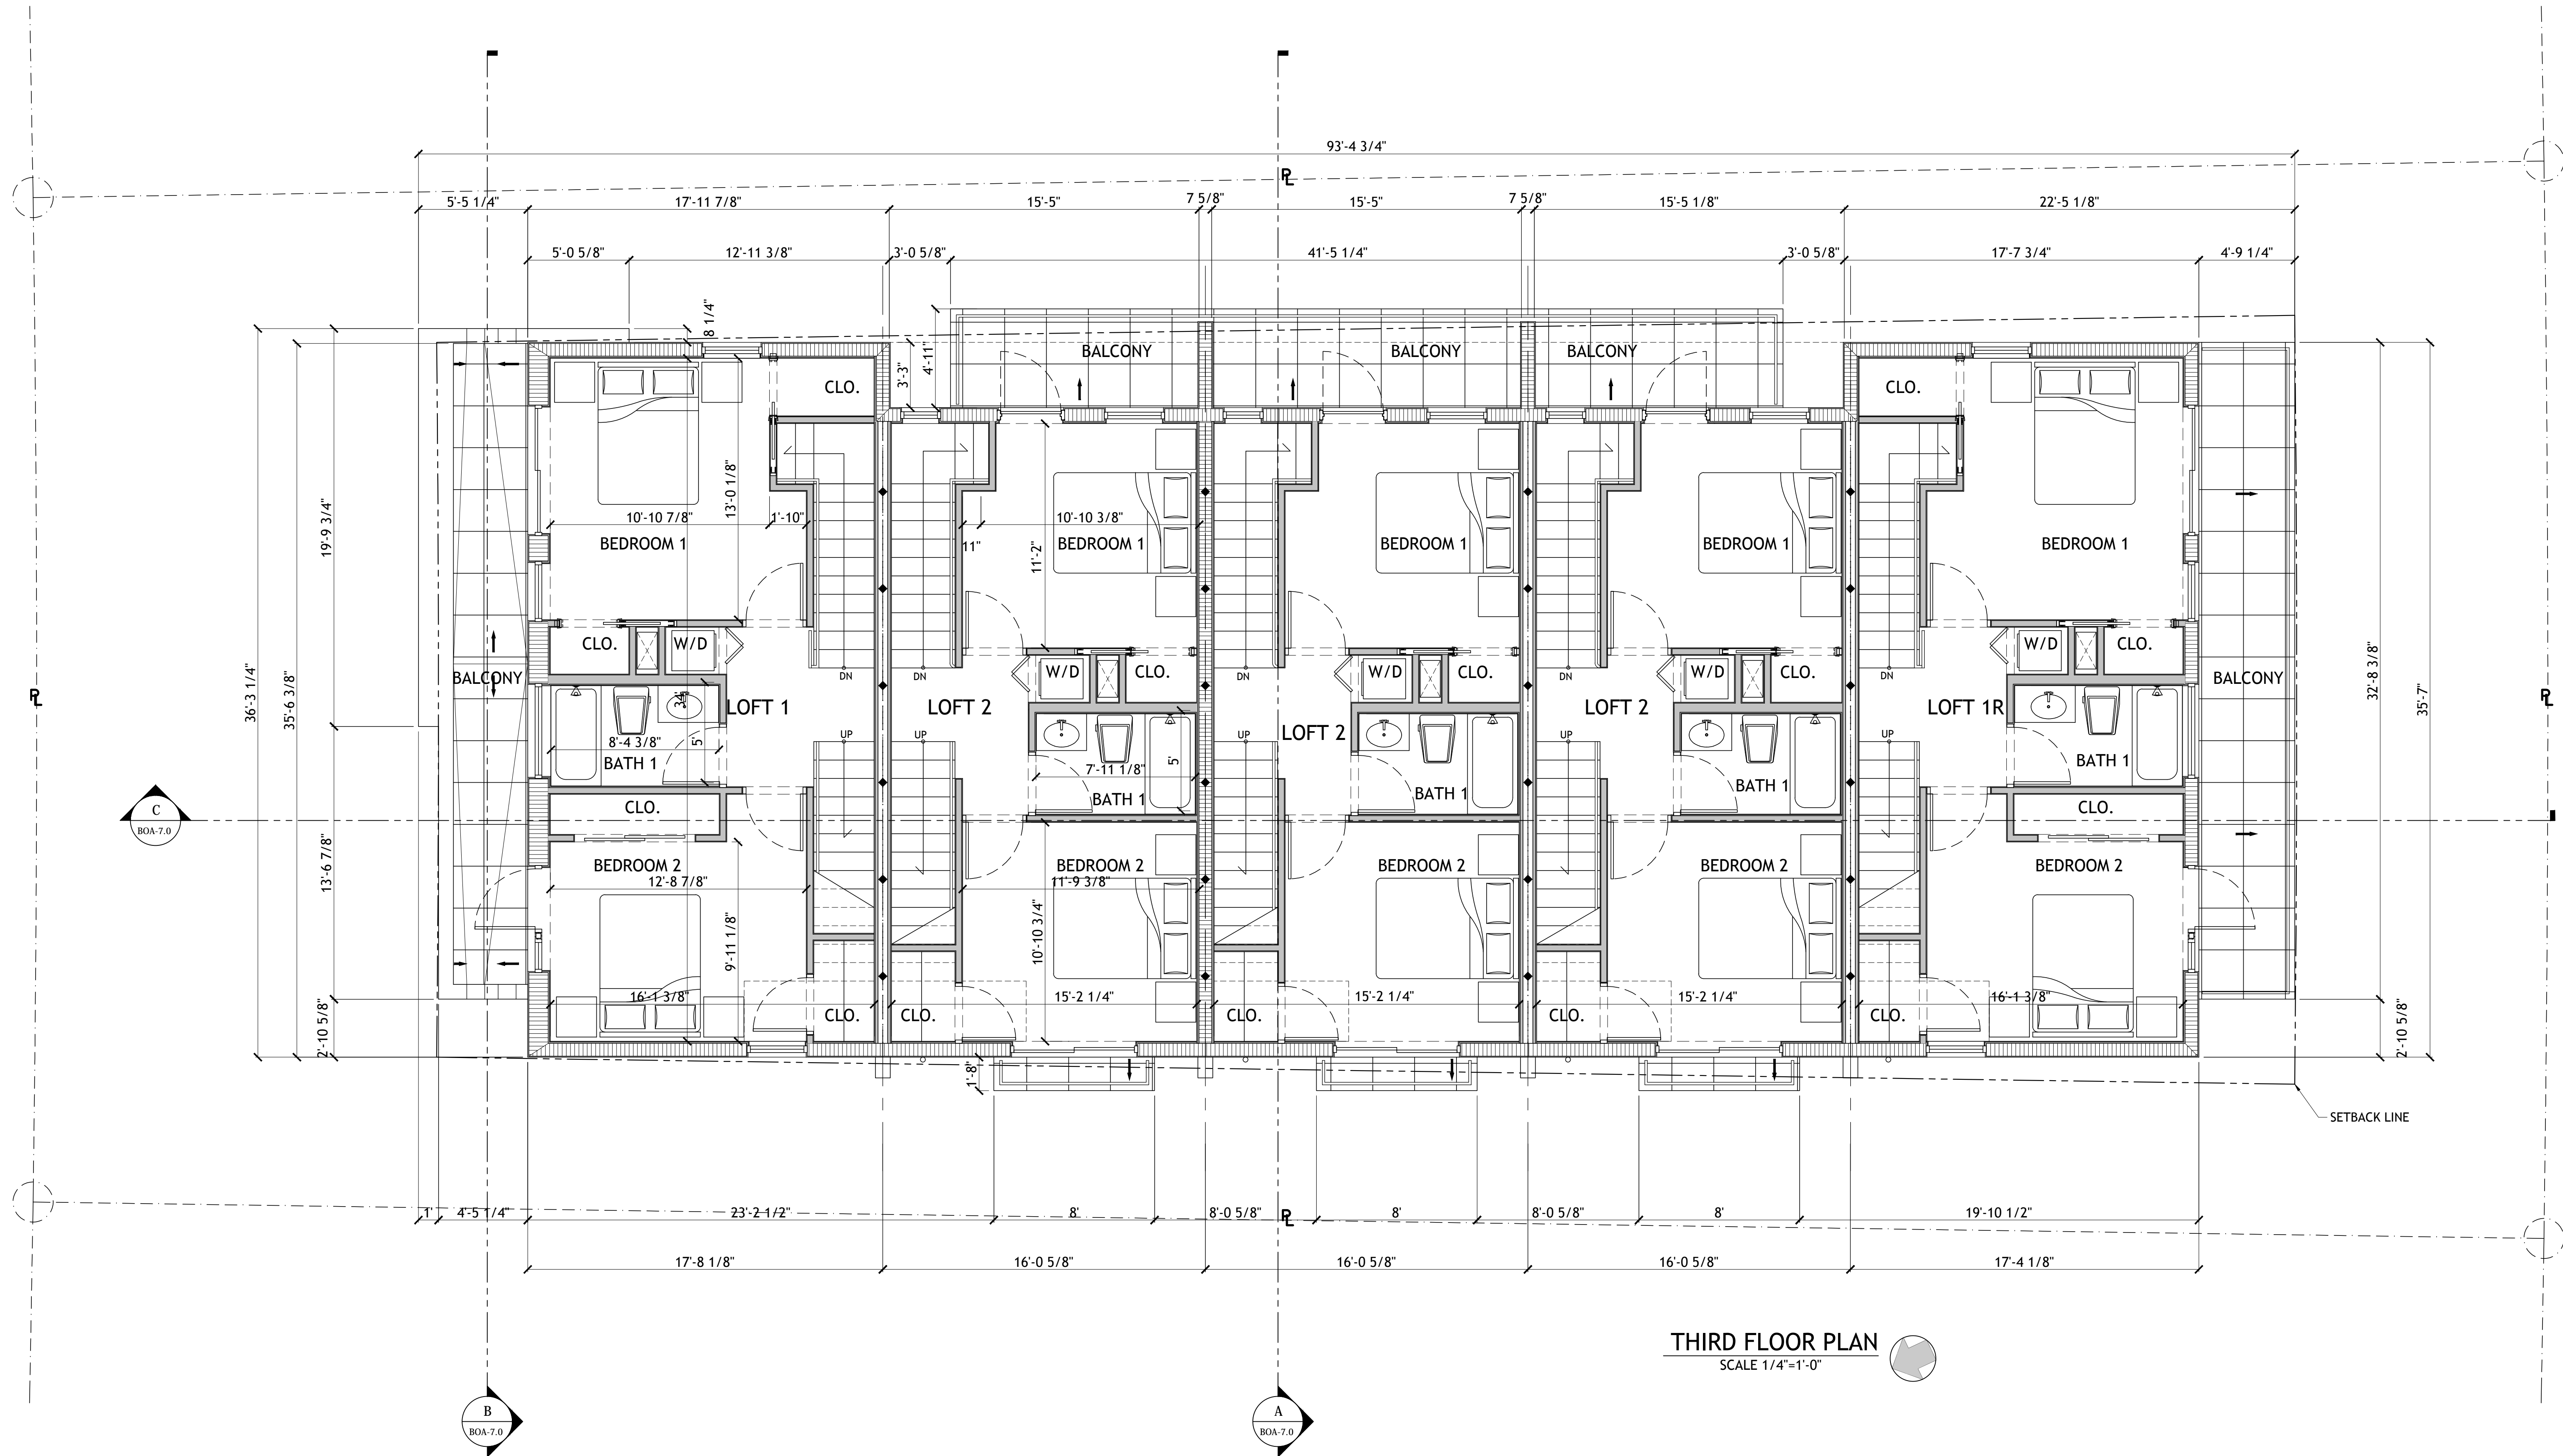 93'-4 3/4"
PL
5'-5 1/4" 17'-11 7/8" 15'-5" 7 5/8" 15'-5" 7 5/8" 15'-5 1/8" 22'-5 1/8"
5'-0 5/8" 12'-11 3/8" 3'-0 5/8" 41'-5 1/4" 3'-0 5/8" 17'-7 3/4" 4'-9 1/4"
8 1/4"
3'-3"
4'-11"
BALCONY BALCONY BALCONY
CLO. CLO.
36'-3 1/4"
35'-6 3/8"
19'-9 3/4"
13'-6 7/8"
2'-10 5/8"
13'-0 1/8"
10'-10 7/8" 1'-10" 10'-10 3/8"
11"
11'-2"
BEDROOM 1 BEDROOM 1 BEDROOM 1 BEDROOM 1 BEDROOM 1
CLO. W/D W/D CLO. W/D CLO. W/D CLO. W/D CLO.
DN DN DN DN DN
BALCONY BALCONY
PL PL
34'
LOFT 1 LOFT 2 LOFT 2 LOFT 2 LOFT 1R
UP UP UP UP UP
8'-4 3/8" 5' 7'-11 1/8" 5'
BATH 1 BATH 1 BATH 1 BATH 1 BATH 1
CLO. CLO.
C
BOA-7.0
BEDROOM 2 BEDROOM 2 BEDROOM 2 BEDROOM 2 BEDROOM 2
12'-8 7/8" 11'-9 3/8"
9'-11 1/8"
10'-10 3/4"
16'-1 3/8" 15'-2 1/4" 15'-2 1/4" 15'-2 1/4" 16'-1 3/8"
CLO. CLO. CLO. CLO. CLO.
32'-8 3/8"
35'-7"
2'-10 5/8"
1'-8"
SETBACK LINE
1' 4'-5 1/4" 23'-2 1/2" 8' 8'-0 5/8" PL 8' 8'-0 5/8" 8' 19'-10 1/2"
17'-8 1/8" 16'-0 5/8" 16'-0 5/8" 16'-0 5/8" 17'-4 1/8"
THIRD FLOOR PLAN
SCALE 1/4"=1'-0"
B
BOA-7.0
A
BOA-7.0